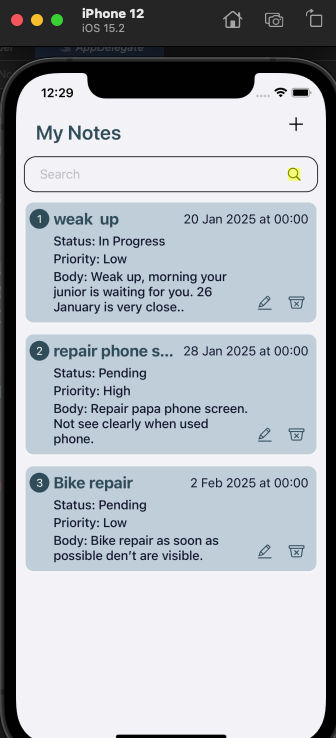 iPhone 12
iOS 15.2
AppDelegate
12:29
My Notes
Search
1 weak up 20 Jan 2025 at 00:00
Status: In Progress
Priority: Low
Body: Weak up, morning your
junior is waiting for you. 26
January is very close..
2 repair phone s... 28 Jan 2025 at 00:00
Status: Pending
Priority: High
Body: Repair papa phone screen.
Not see clearly when used
phone.
3 Bike repair 2 Feb 2025 at 00:00
Status: Pending
Priority: Low
Body: Bike repair as soon as
possible den't are visible.